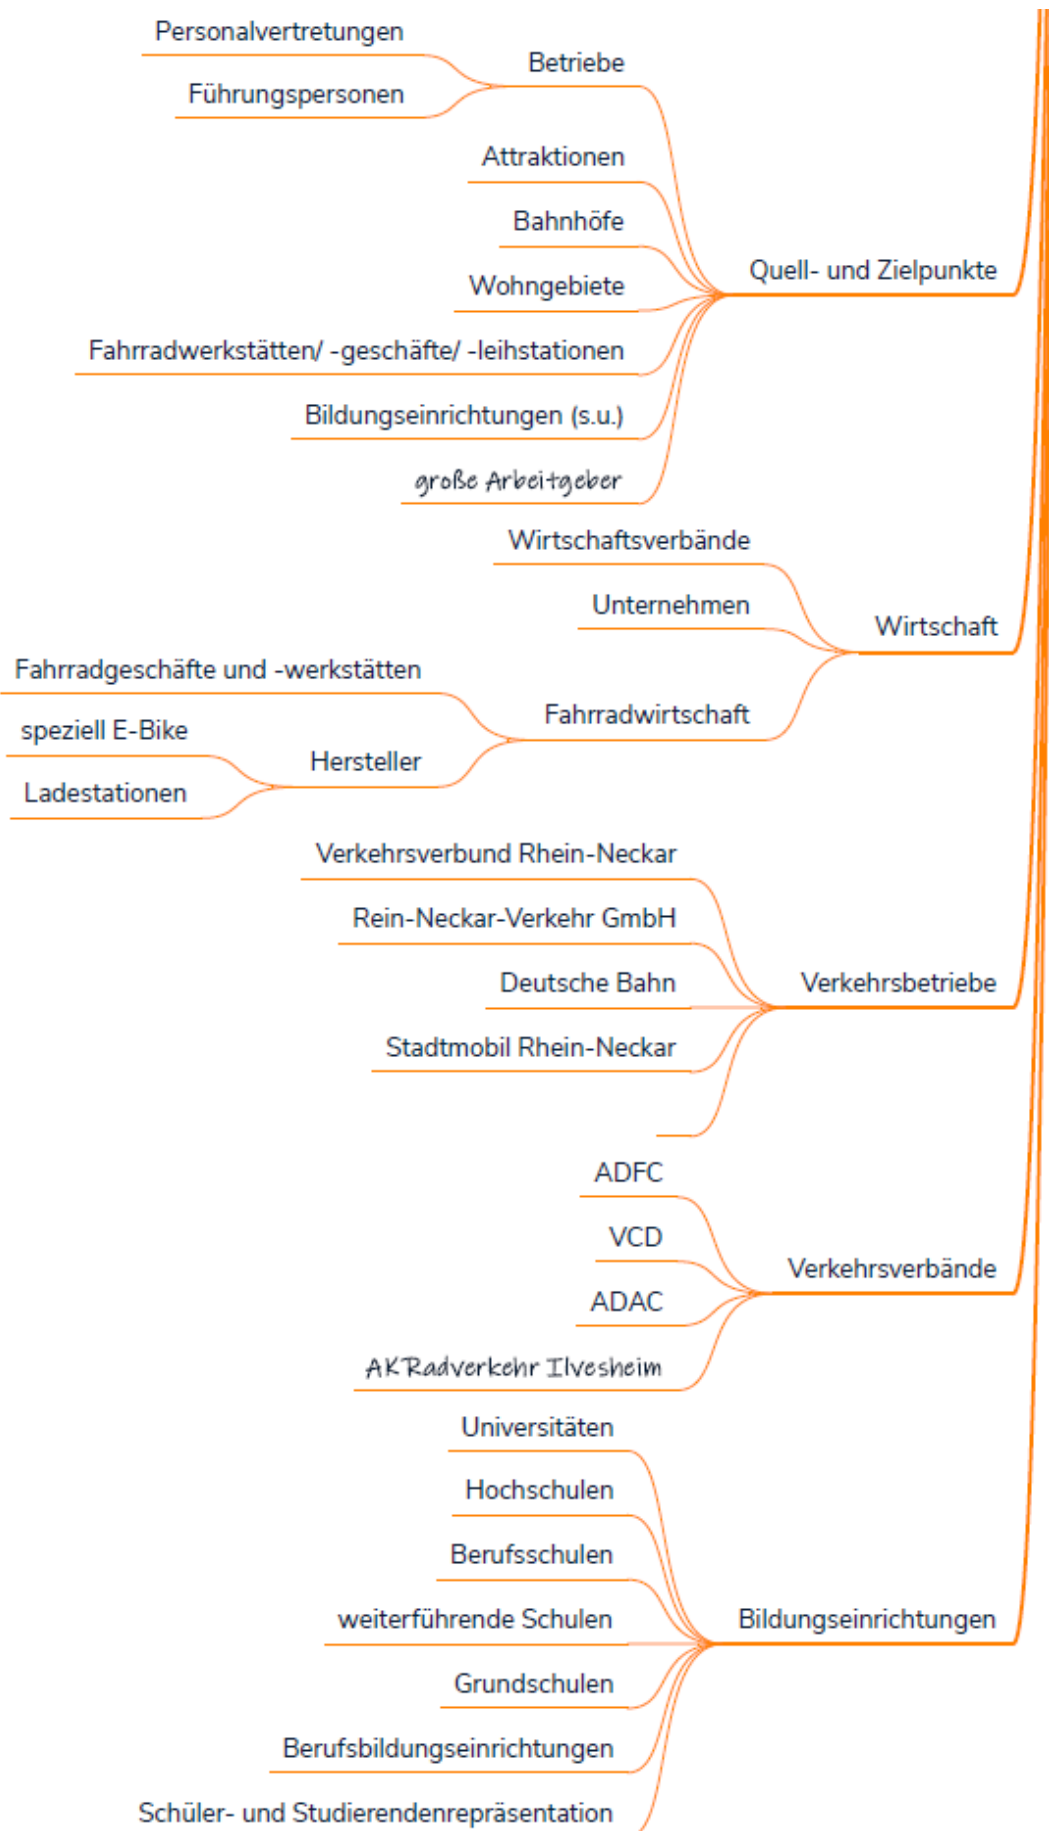 Personalvertretungen
Betriebe
Führungspersonen
Attraktionen
Bahnhöfe
Quell- und Zielpunkte
Wohngebiete
Fahrradwerkstätten/ -geschäfte/ -leihstationen
Bildungseinrichtungen (s.u.)
große Arbeitgeber
Wirtschaftsverbände
Unternehmen
Wirtschaft
Fahrradgeschäfte und -werkstätten
Fahrradwirtschaft
speziell E-Bike
Hersteller
Ladestationen
Verkehrsverbund Rhein-Neckar
Rein-Neckar-Verkehr GmbH
Deutsche Bahn
Verkehrsbetriebe
Stadtmobil Rhein-Neckar
ADFC
VCD
Verkehrsverbände
ADAC
AK Radverkehr Ilvesheim
Universitäten
Hochschulen
Berufsschulen
weiterführende Schulen
Bildungseinrichtungen
Grundschulen
Berufsbildungseinrichtungen
Schüler- und Studierendenrepräsentation